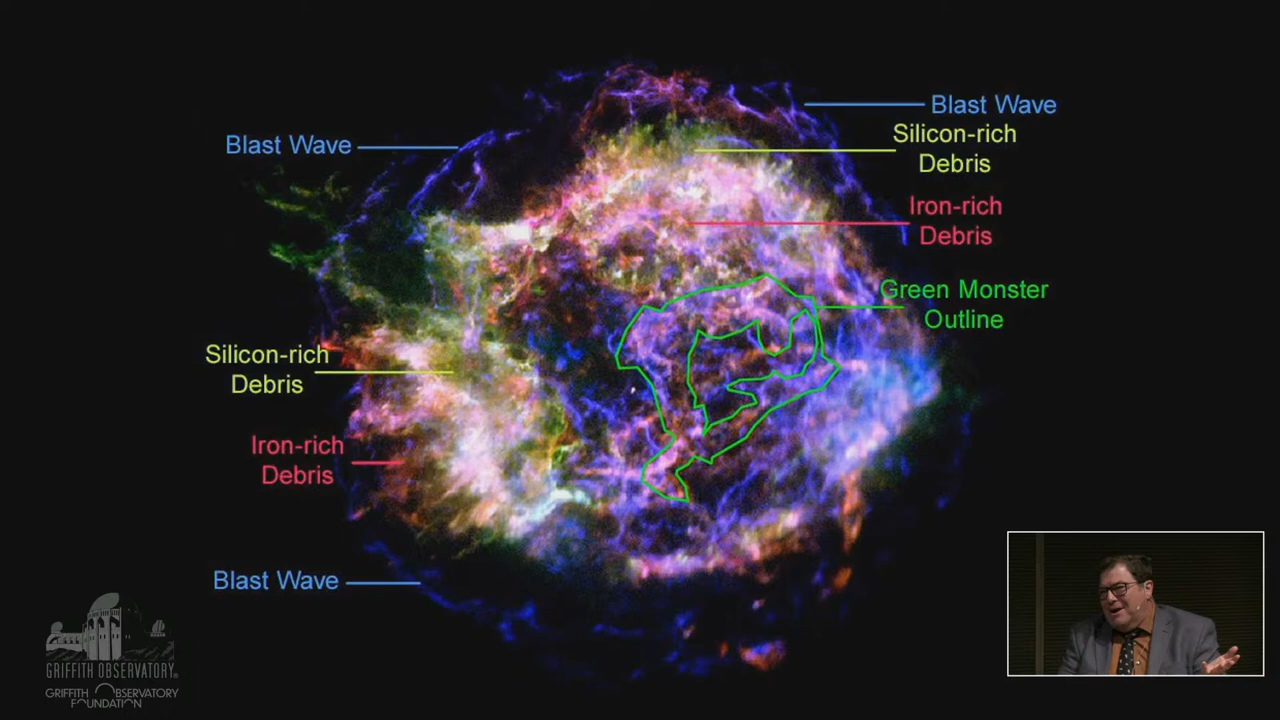 Blast Wave
Blast Wave
Silicon-rich
Debris
Iron-rich
Debris
Green Monster
Outline
Silicon-rich
Debris
Iron-rich
Debris
Blast Wave
GRIFFITH OBSERVATORY®
GRIFFITH OBSERVATORY
FOUNDATION